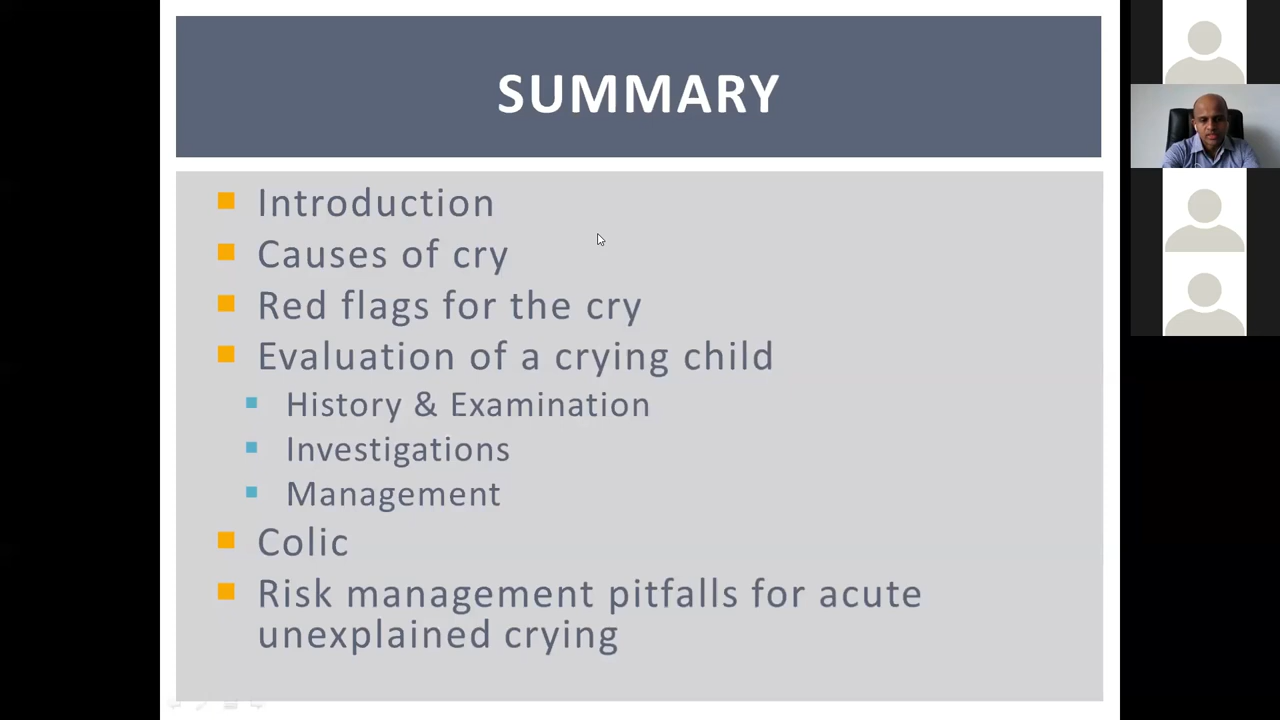 SUMMARY
Introduction
Causes of cry
Red flags for the cry
Evaluation of a crying child
History & Examination
Investigations
Management
Colic
Risk management pitfalls for acute
unexplained crying